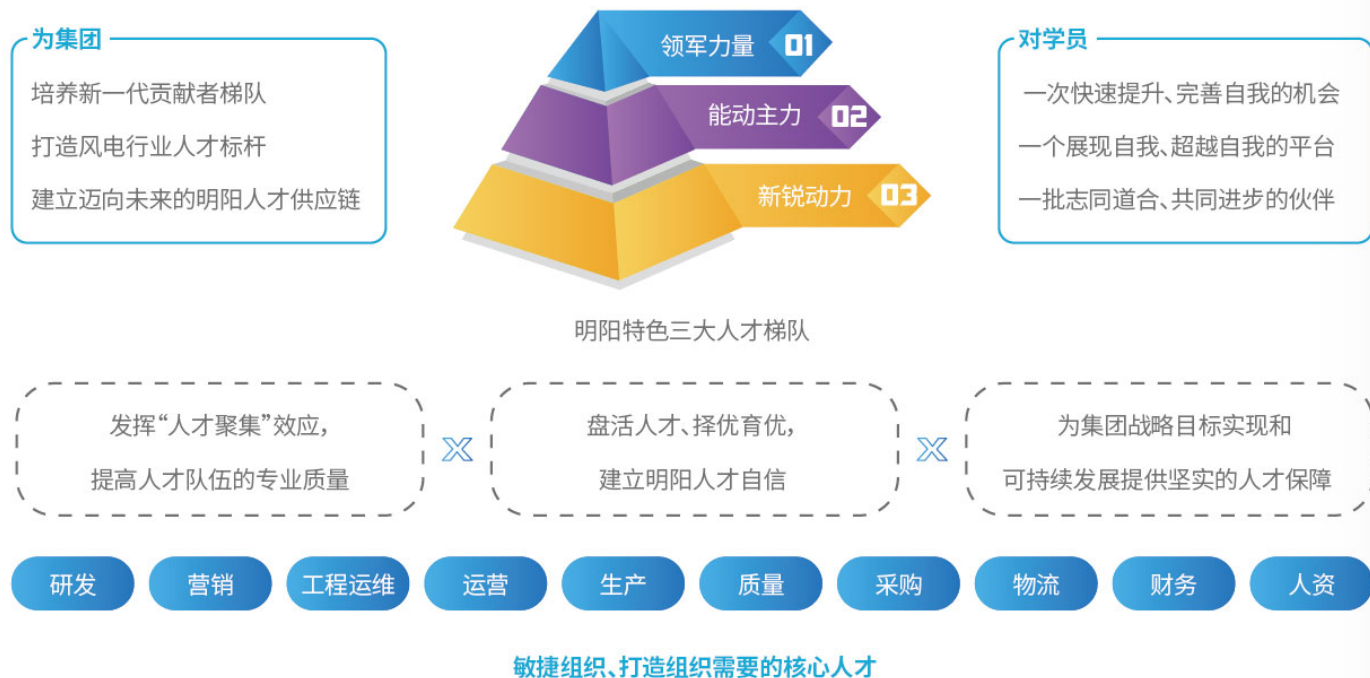 为集团
培养新一代贡献者梯队
打造风电行业人才标杆
建立迈向未来的明阳人才供应链
领军力量 01
能动主力 02
新锐动力 03
明阳特色三大人才梯队
对学员
一次快速提升、完善自我的机会
一个展现自我、超越自我的平台
一批志同道合、共同进步的伙伴
发挥“人才聚集”效应，
提高人才队伍的专业质量
X
盘活人才、择优育优，
建立明阳人才自信
X
为集团战略目标实现和
可持续发展提供坚实的人才保障
研发 营销 工程运维 运营 生产 质量 采购 物流 财务 人资
敏捷组织、打造组织需要的核心人才